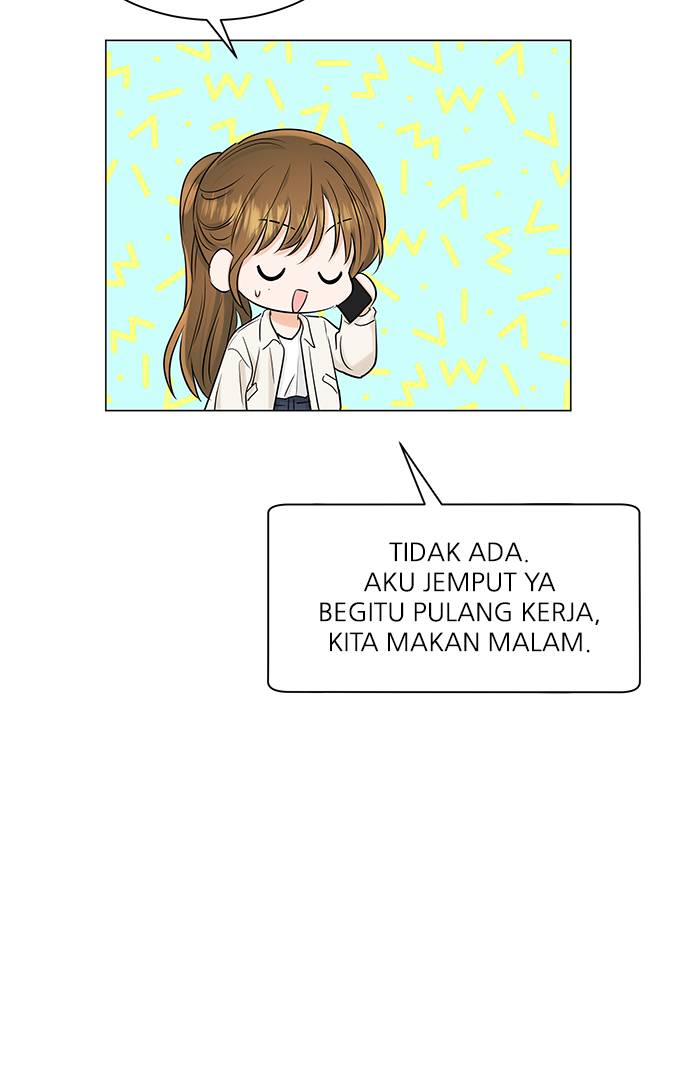 TIDAK ADA.
AKU JEMPUT YA
BEGITU PULANG KERJA,
KITA MAKAN MALAM.